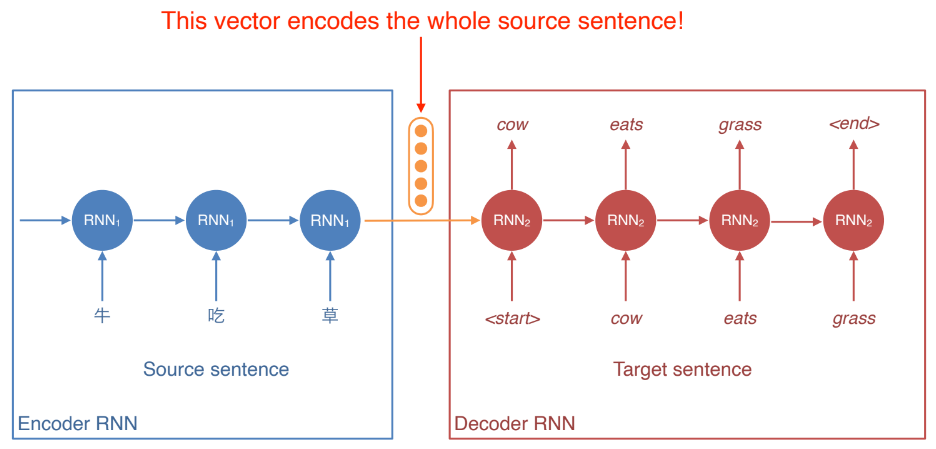 This vector encodes the whole source sentence!
cow eats grass <end>
RNN₁ RNN₁ RNN₁ RNN₂ RNN₂ RNN₂ RNN₂
牛 吃 草 <start> cow eats grass
Source sentence Target sentence
Encoder RNN Decoder RNN